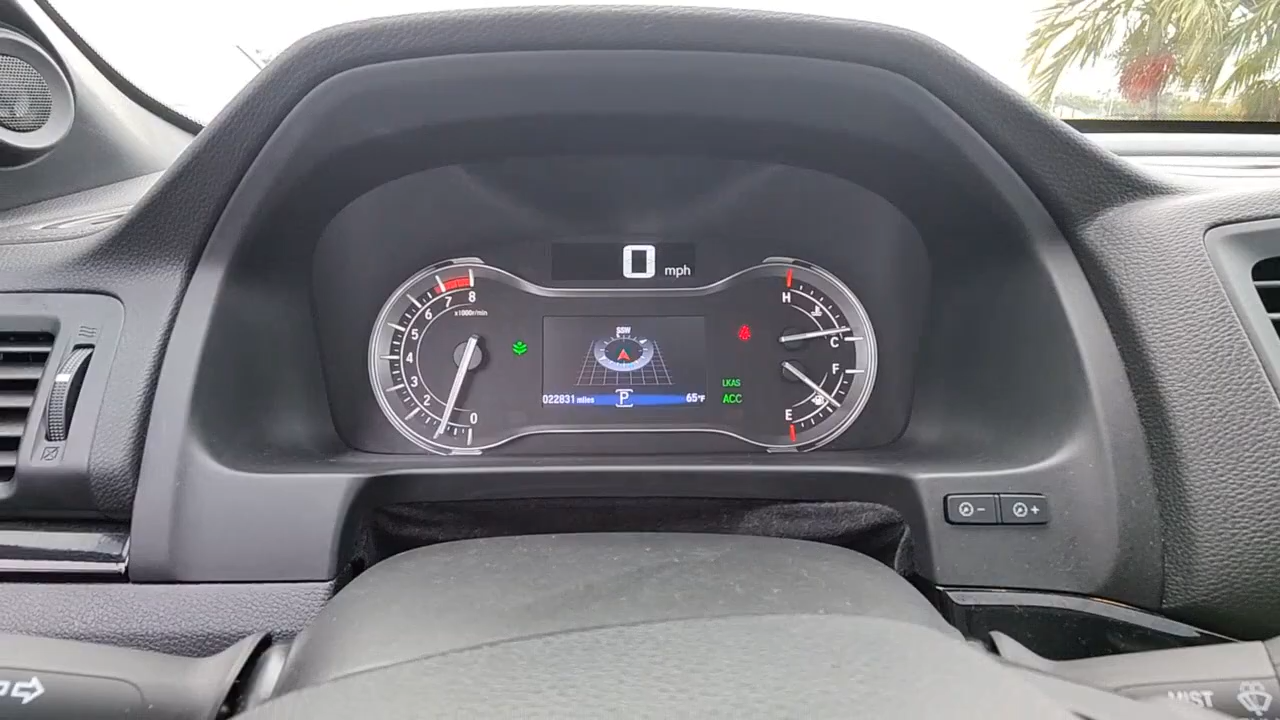 0 mph
8
7
6
5
4
3
2
0
x1000r/min
SSW
022831 miles
P
65°F
LKAS
ACC
H
C
F
E
- +
MIST